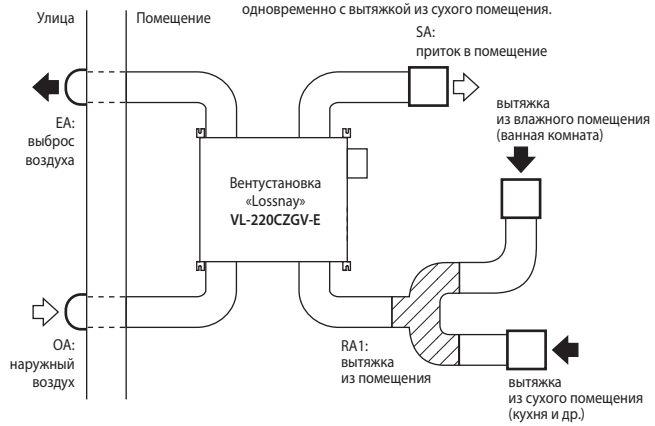 одновременно с вытяжкой из сухого помещения.
Улица
Помещение
SA:
приток в помещение
EA:
выброс
воздуха
вытяжка
из влажного помещения
(ванная комната)
Вентустановка
«Lossnay»
VL-220CZGV-E
OA:
наружный
воздух
RA1:
вытяжка
из помещения
вытяжка
из сухого помещения
(кухня и др.)